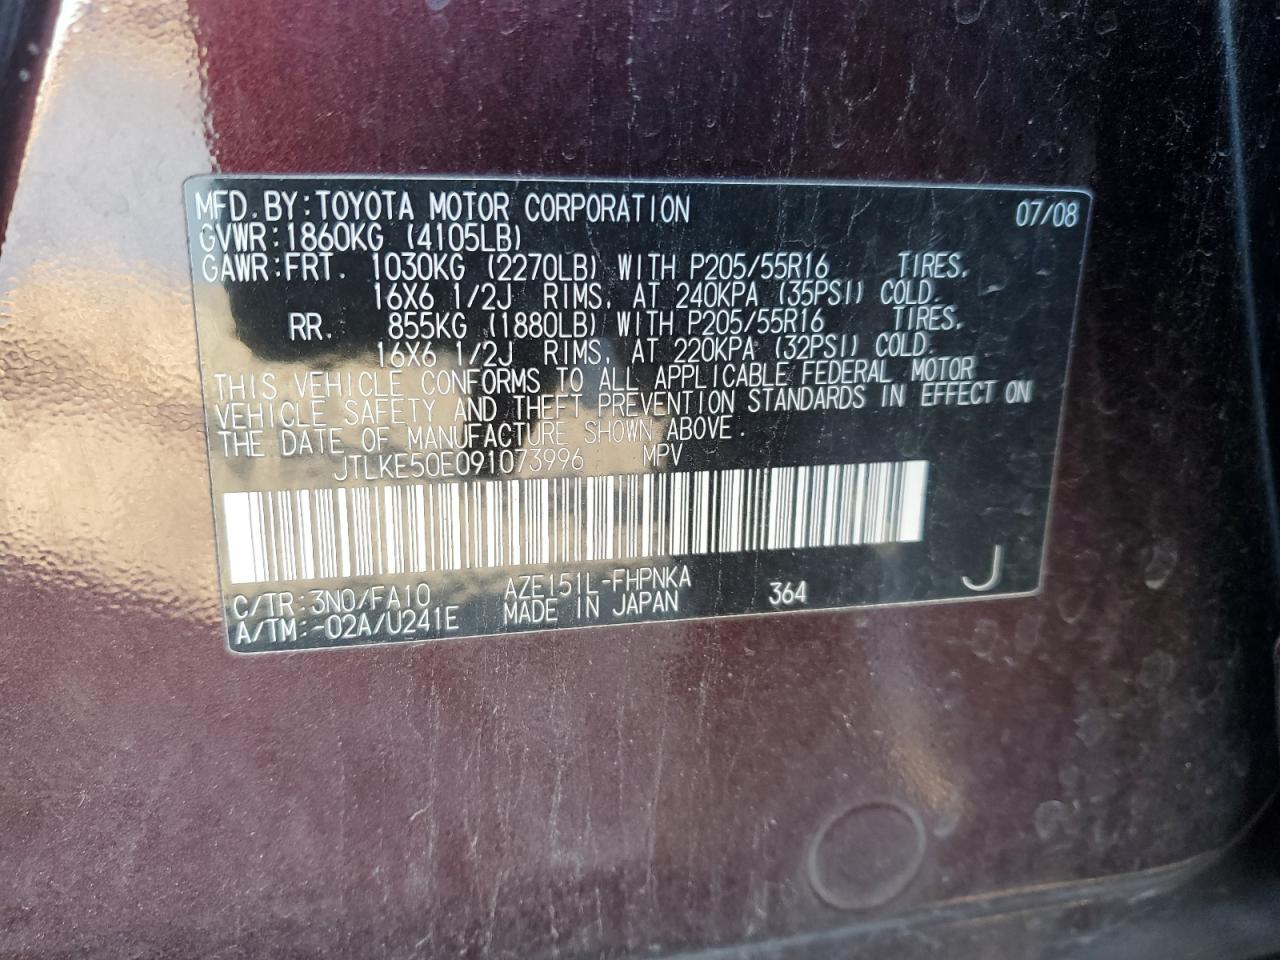 MFD. BY: TOYOTA MOTOR CORPORATION 07/08
GVWR: 1860KG (4105LB)
GAWR: FRT. 1030KG (2270LB) WITH P205/55R16 TIRES,
16X6 1/2J RIMS, AT 240KPA (35PSI) COLD.
RR. 855KG (1880LB) WITH P205/55R16 TIRES,
16X6 1/2J RIMS, AT 220KPA (32PSI) COLD.
THIS VEHICLE CONFORMS TO ALL APPLICABLE FEDERAL MOTOR
VEHICLE SAFETY AND THEFT PREVENTION STANDARDS IN EFFECT ON
THE DATE OF MANUFACTURE SHOWN ABOVE.
JTLKE50E091073996 MPV
C/TR: 3N0/FA10 AZE151L-FHPNKA 364 J
A/TM: -02A/U241E MADE IN JAPAN